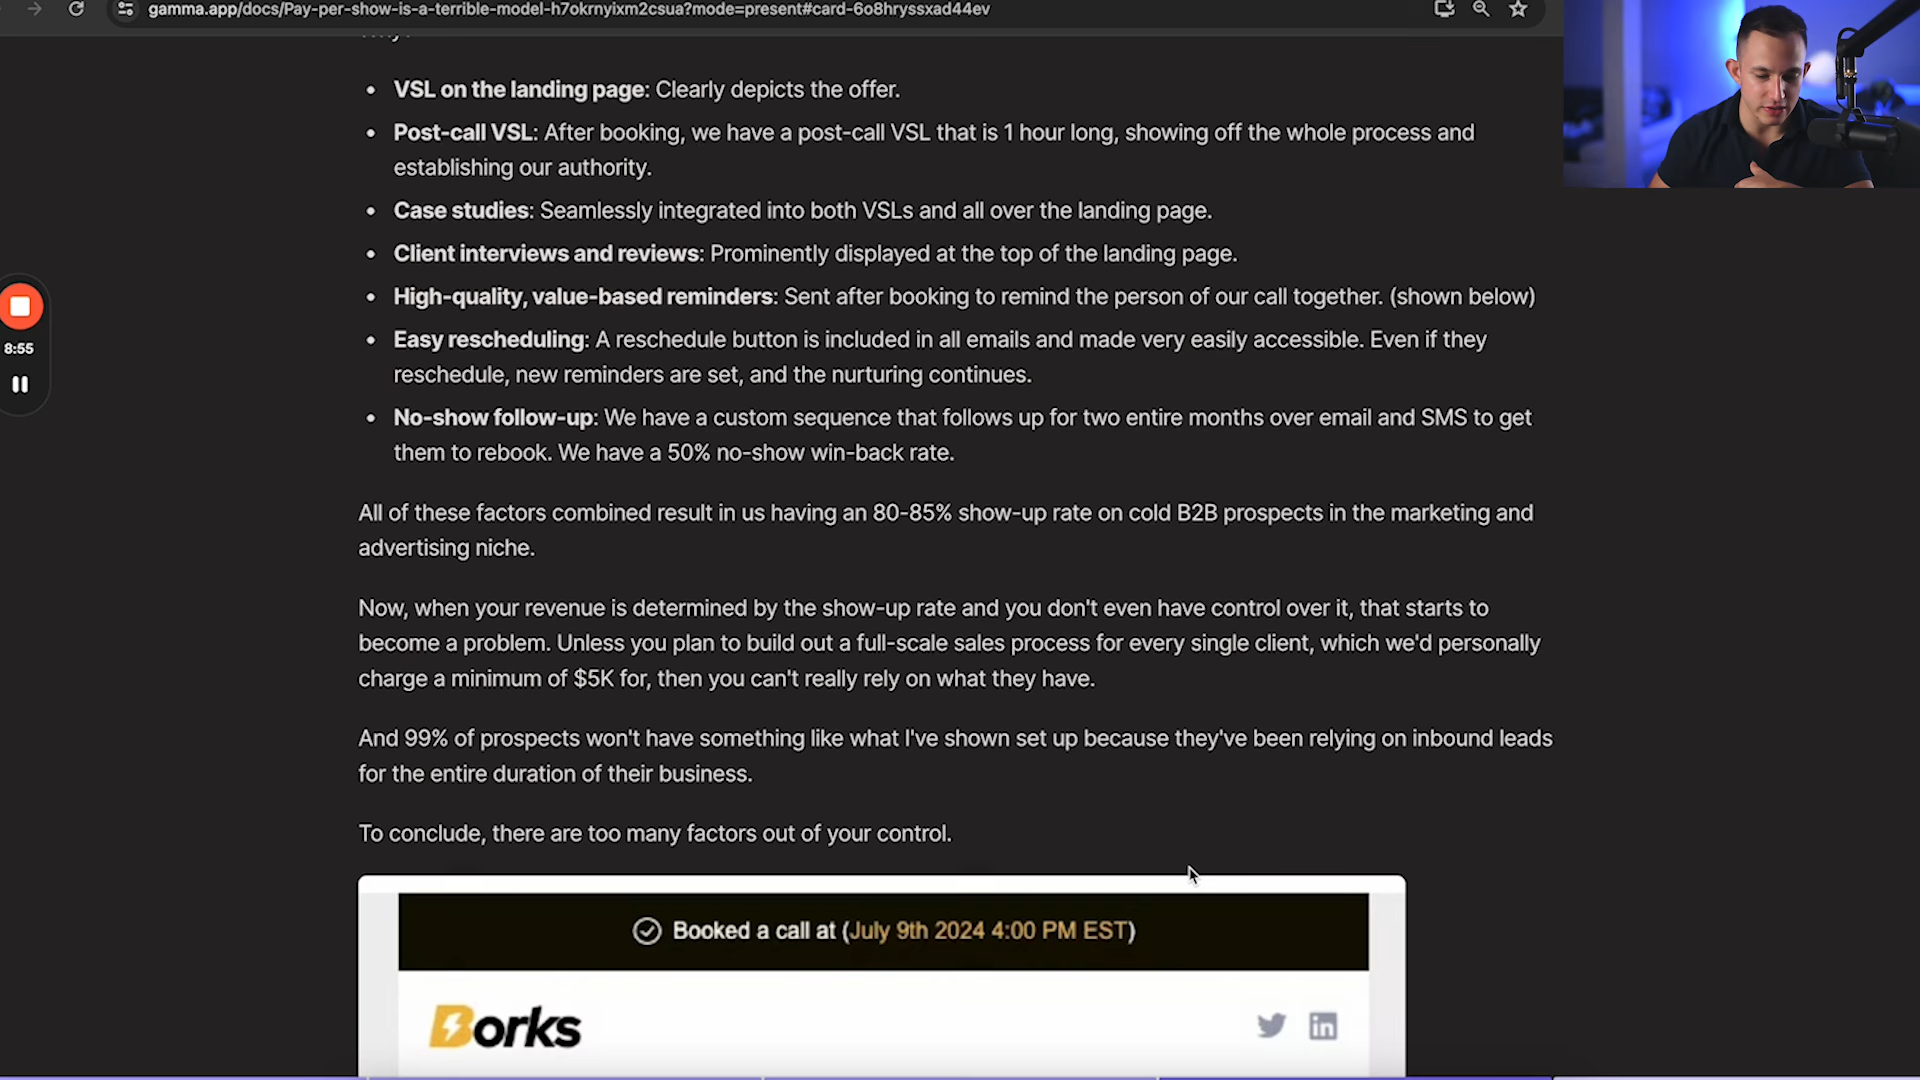 gamma.app/docs/Pay-per-show-is-a-terrible-model-h7okrnyixm2csua?mode=present#card-6o8hryssxad44ev
• VSL on the landing page: Clearly depicts the offer.
• Post-call VSL: After booking, we have a post-call VSL that is 1 hour long, showing off the whole process and
establishing our authority.
• Case studies: Seamlessly integrated into both VSLs and all over the landing page.
• Client interviews and reviews: Prominently displayed at the top of the landing page.
• High-quality, value-based reminders: Sent after booking to remind the person of our call together. (shown below)
• Easy rescheduling: A reschedule button is included in all emails and made very easily accessible. Even if they
reschedule, new reminders are set, and the nurturing continues.
8:55
• No-show follow-up: We have a custom sequence that follows up for two entire months over email and SMS to get
them to rebook. We have a 50% no-show win-back rate.
All of these factors combined result in us having an 80-85% show-up rate on cold B2B prospects in the marketing and
advertising niche.
Now, when your revenue is determined by the show-up rate and you don't even have control over it, that starts to
become a problem. Unless you plan to build out a full-scale sales process for every single client, which we'd personally
charge a minimum of $5K for, then you can't really rely on what they have.
And 99% of prospects won't have something like what I've shown set up because they've been relying on inbound leads
for the entire duration of their business.
To conclude, there are too many factors out of your control.
Booked a call at (July 9th 2024 4:00 PM EST)
Borks